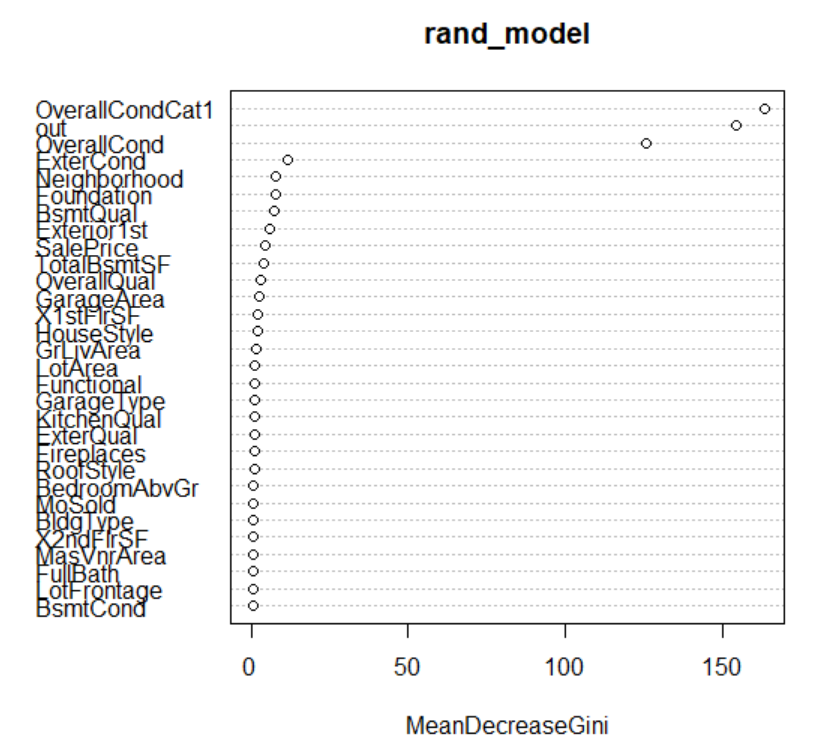 rand_model
OverallCondCat1
out
OverallCond
ExterCond
Neighborhood
Foundation
BsmtQual
Exterior1st
SalePrice
TotalBsmtSF
OverallQual
GarageArea
X1stFlrSF
HouseStyle
GrLivArea
LotArea
Functional
GarageType
KitchenQual
ExterQual
Fireplaces
RoofStyle
BedroomAbvGr
MoSold
BldgType
X2ndFlrSF
MasVnrArea
FullBath
LotFrontage
BsmtCond
0 50 100 150
MeanDecreaseGini